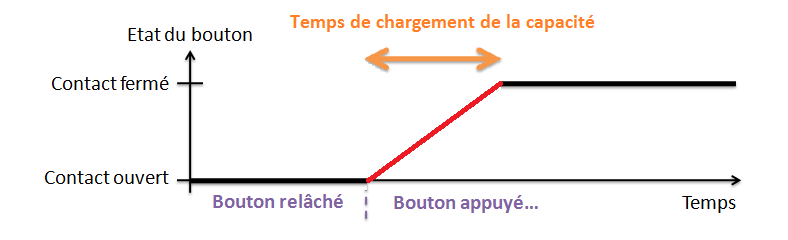 Temps de chargement de la capacité
Etat du bouton
Contact fermé
Contact ouvert
Bouton relâché
Bouton appuyé...
Temps